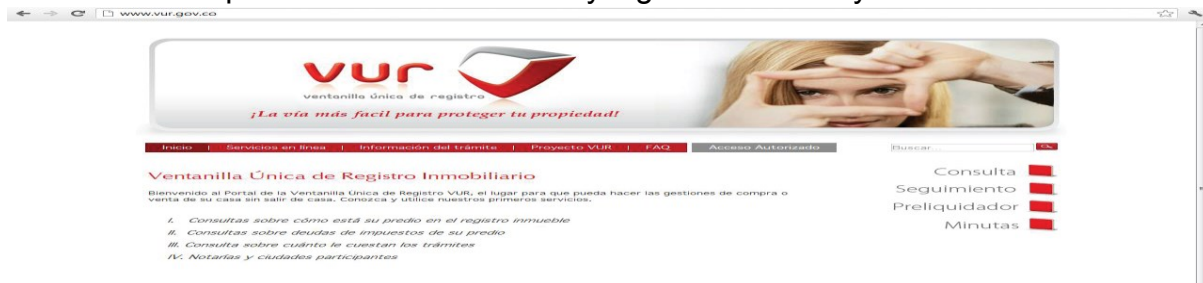 www.vur.gov.co
vur
ventanilla única de registro
¡La vía más facil para proteger tu propiedad!
Inicio | Servicios en línea | Información del trámite | Proyecto VUR | FAQ Acceso Autorizado Buscar...
Ventanilla Única de Registro Inmobiliario
Bienvenido al Portal de la Ventanilla Única de Registro VUR, el lugar para que pueda hacer las gestiones de compra o
venta de su casa sin salir de casa. Conozca y utilice nuestros primeros servicios.
I. Consultas sobre cómo está su predio en el registro inmueble
II. Consultas sobre deudas de impuestos de su predio
III. Consulta sobre cuánto le cuestan los trámites
IV. Notarías y ciudades participantes
Consulta
Seguimiento
Preliquidador
Minutas